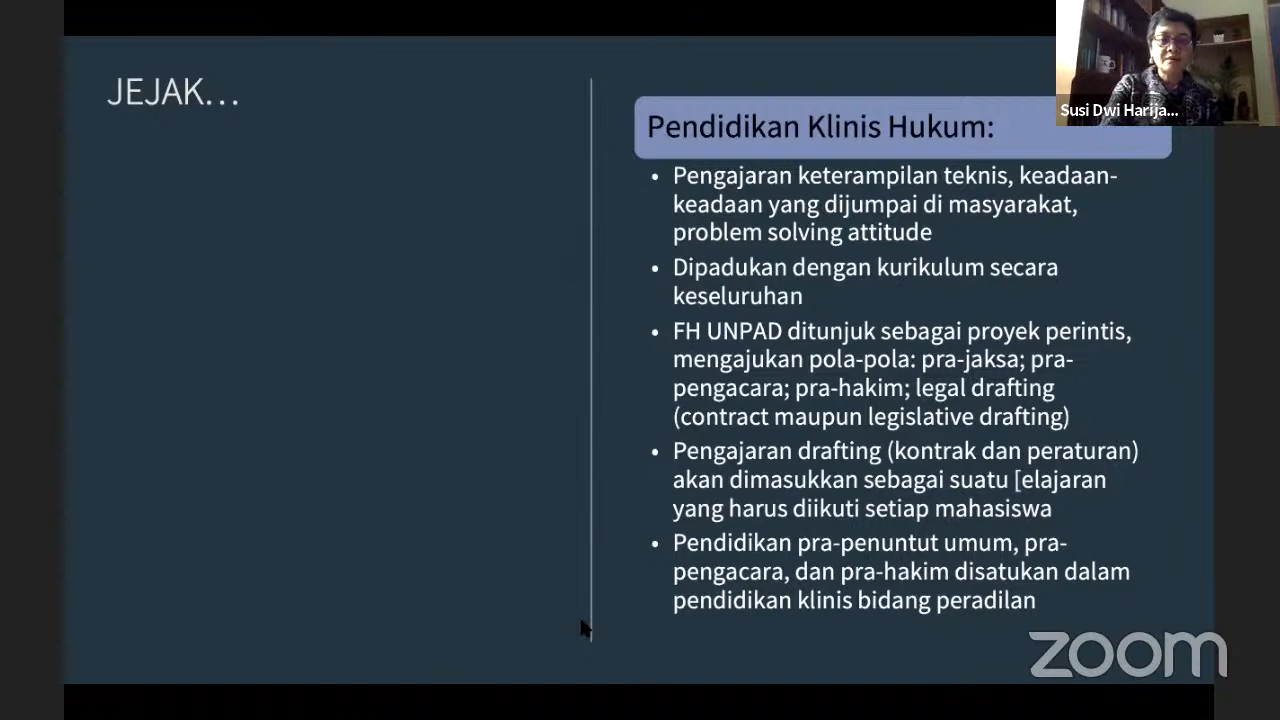 JEJAK...
Susi Dwi Harija...
Pendidikan Klinis Hukum:
• Pengajaran keterampilan teknis, keadaan-
keadaan yang dijumpai di masyarakat,
problem solving attitude
• Dipadukan dengan kurikulum secara
keseluruhan
• FH UNPAD ditunjuk sebagai proyek perintis,
mengajukan pola-pola: pra-jaksa; pra-
pengacara; pra-hakim; legal drafting
(contract maupun legislative drafting)
• Pengajaran drafting (kontrak dan peraturan)
akan dimasukkan sebagai suatu [elajaran
yang harus diikuti setiap mahasiswa
• Pendidikan pra-penuntut umum, pra-
pengacara, dan pra-hakim disatukan dalam
pendidikan klinis bidang peradilan
zoom